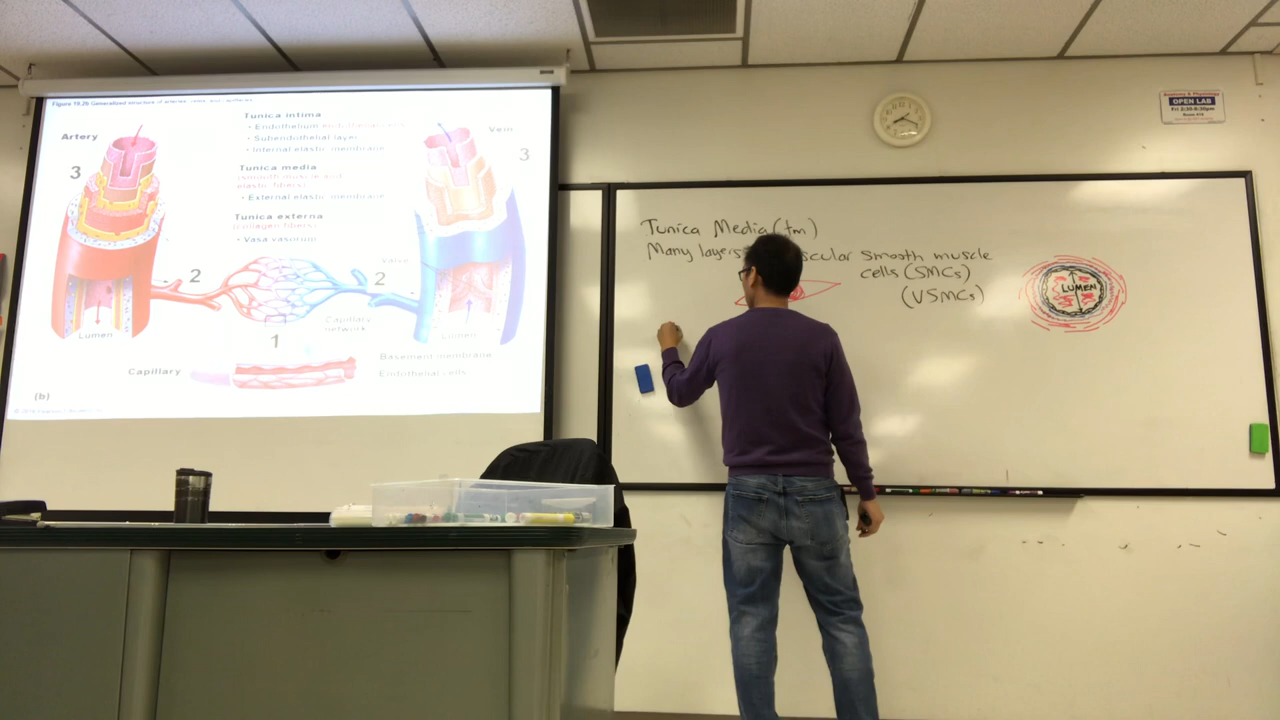 Figure 19.2b Generalized structure of arteries, veins, and capillaries.
Artery
3
Tunica intima
• Endothelium
• Subendothelial layer
• Internal elastic membrane
Tunica media
(smooth muscle and
elastic fibers)
• External elastic membrane
Tunica externa
(collagen fibers)
• Vasa vasorum
Vein
3
Valve
2
2
Capillary
network
Lumen
Lumen
1
Basement membrane
Endothelial cells
Capillary
(b)
Tunica Media (tm)
Many layers scular smooth muscle
cells (SMCs)
(VSMCs)
LUMEN
Anatomy & Physiology
OPEN LAB